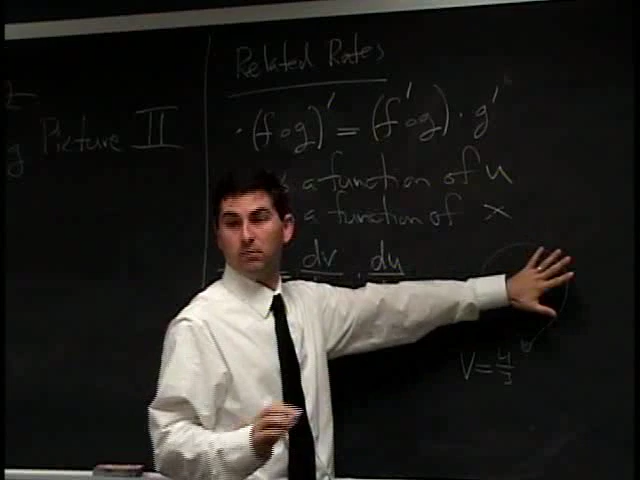 Picture II
Related Rates
· (f o g)' = (f' o g) · g'
a function of u
a function of x
= dv · du
V = 4/3